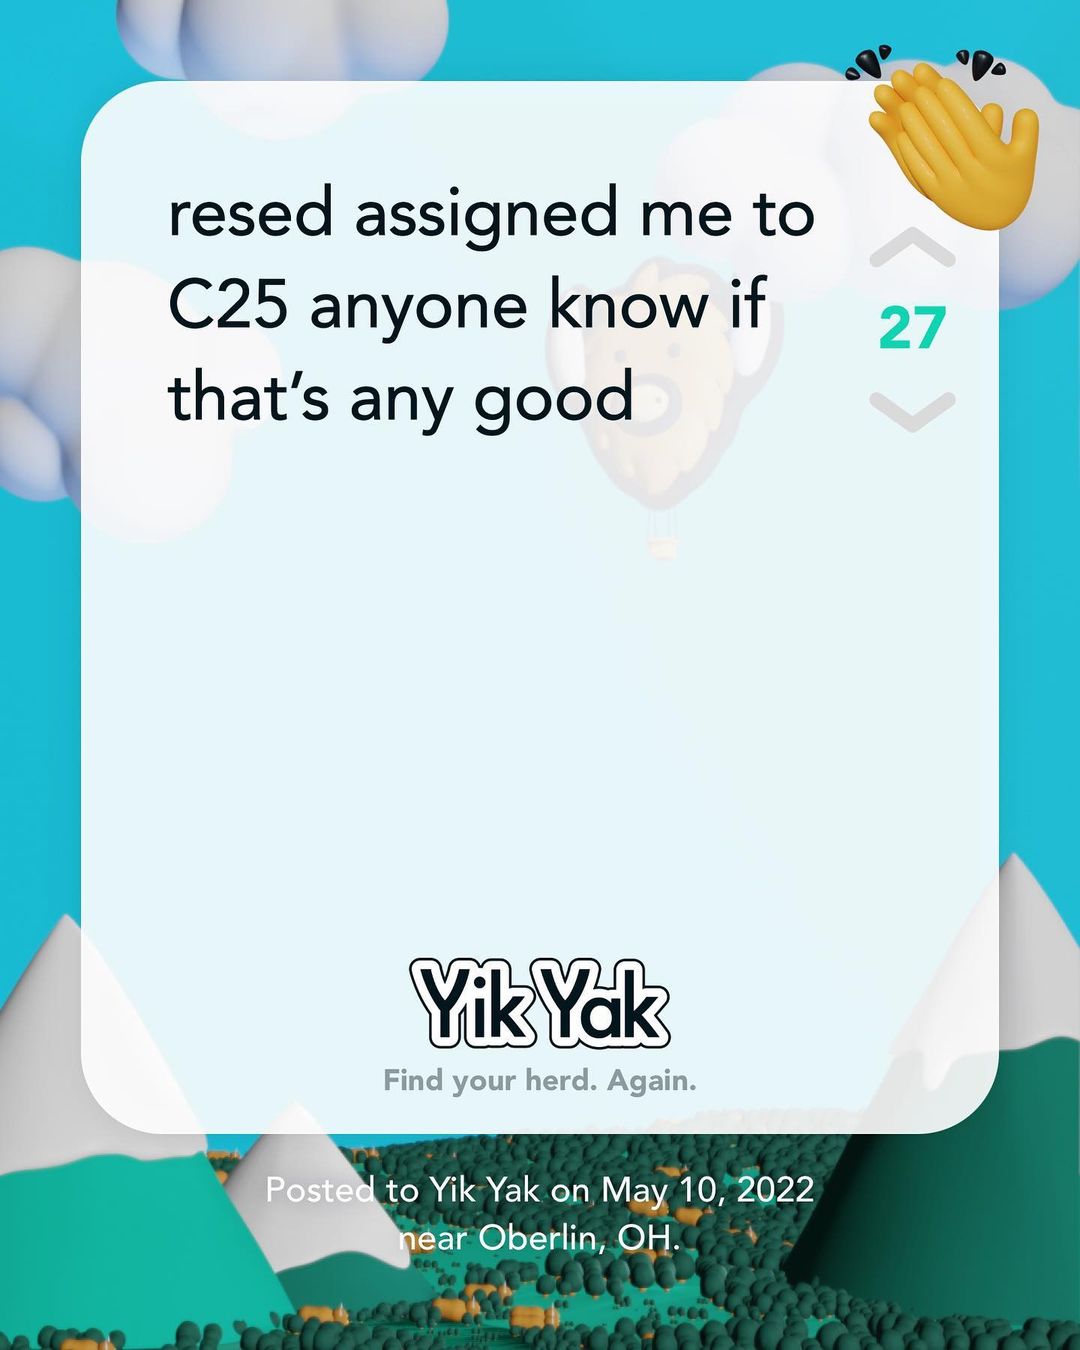 resed assigned me to
C25 anyone know if
that’s any good
27
Yik Yak
Find your herd. Again.
Posted to Yik Yak on May 10, 2022
near Oberlin, OH.